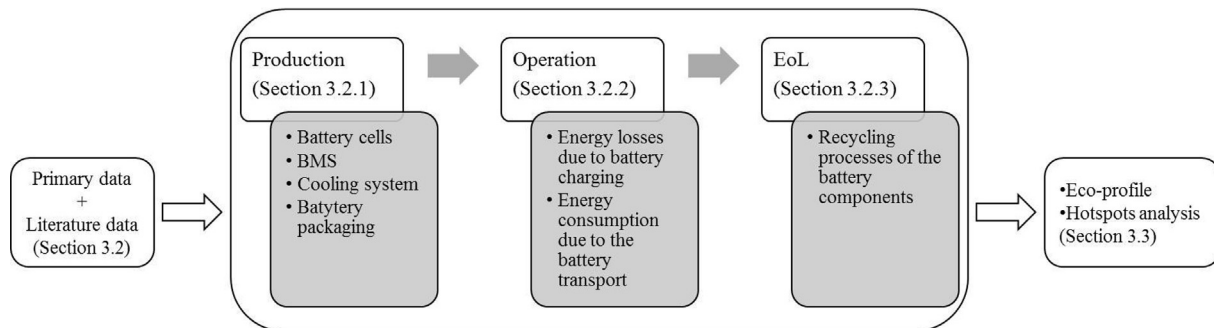 Primary data
+
Literature data
(Section 3.2)
Production
(Section 3.2.1)
• Battery cells
• BMS
• Cooling system
• Batytery
packaging
Operation
(Section 3.2.2)
• Energy losses
due to battery
charging
• Energy
consumption
due to the
battery
transport
EoL
(Section 3.2.3)
• Recycling
processes of the
battery
components
•Eco-profile
•Hotspots analysis
(Section 3.3)